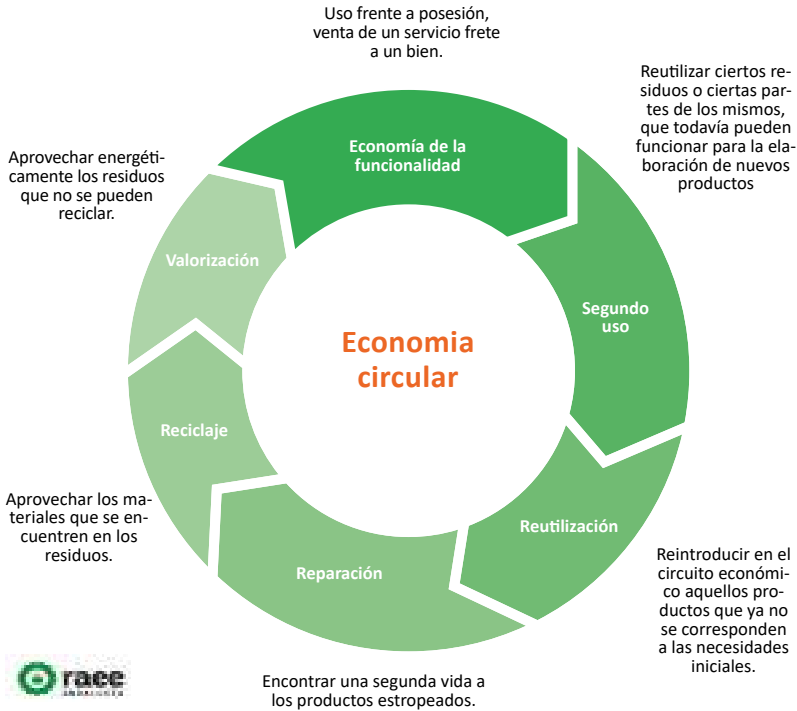 Uso frente a posesión,
venta de un servicio frete
a un bien.
Economía de la
funcionalidad
Reutilizar ciertos re-
siduos o ciertas par-
tes de los mismos,
que todavía pueden
funcionar para la ela-
boración de nuevos
productos
Segundo
uso
Reutilización
Reintroducir en el
circuito económi-
co aquellos pro-
ductos que ya no
se corresponden
a las necesidades
iniciales.
Reparación
Encontrar una segunda vida a
los productos estropeados.
Reciclaje
Aprovechar los ma-
teriales que se en-
cuentren en los
residuos.
Valorización
Aprovechar energéti-
camente los residuos
que no se pueden
reciclar.
Economia
circular
raee
ANDALUCÍA